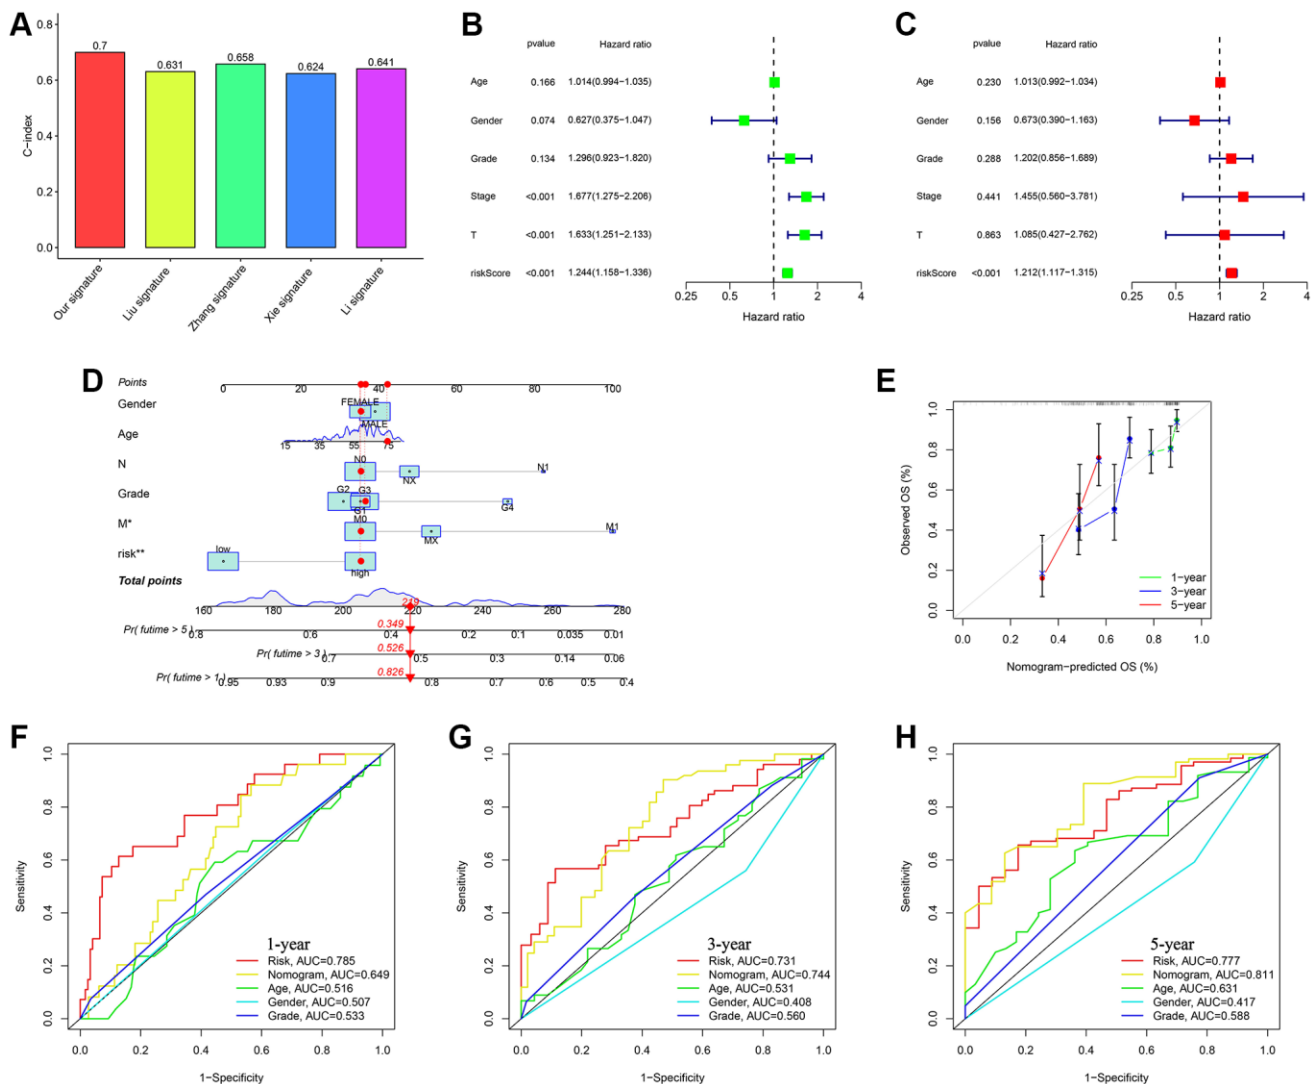 A
C-index
0.8
0.6
0.4
0.2
0.0
0.7
0.631
0.658
0.624
0.641
Our signature
Liu signature
Zhang signature
Xie signature
Li signature
B
pvalue Hazard ratio
Age 0.166 1.014(0.994−1.035)
Gender 0.074 0.627(0.375−1.047)
Grade 0.134 1.296(0.923−1.820)
Stage <0.001 1.677(1.275−2.206)
T <0.001 1.633(1.251−2.133)
riskScore <0.001 1.244(1.158−1.336)
0.25 0.5 1 2 4
Hazard ratio
C
pvalue Hazard ratio
Age 0.230 1.013(0.992−1.034)
Gender 0.156 0.673(0.390−1.163)
Grade 0.288 1.202(0.856−1.689)
Stage 0.441 1.455(0.560−3.781)
T 0.863 1.085(0.427−2.762)
riskScore <0.001 1.212(1.117−1.315)
0.25 0.5 1 2 4
Hazard ratio
D
Points 0 20 40 60 80 100
Gender FEMALE
MALE
Age
15 35 55 75
N N0 NX N1
Grade G2 G3 G1 G4
M* M0 MX M1
risk** low high
Total points
219
160 180 200 220 240 260 280
0.349
Pr( futime > 5 ) 0.8 0.6 0.4 0.2 0.1 0.035 0.01
0.526
Pr( futime > 3 ) 0.7 0.5 0.3 0.14 0.06
0.826
Pr( futime > 1 ) 0.95 0.93 0.9 0.8 0.7 0.6 0.5 0.4
E
Observed OS (%)
1.0
0.8
0.6
0.4
0.2
0.0
1−year
3−year
5−year
0.0 0.2 0.4 0.6 0.8 1.0
Nomogram−predicted OS (%)
F
Sensitivity
1.0
0.8
0.6
0.4
0.2
0.0
1-year
Risk, AUC=0.785
Nomogram, AUC=0.649
Age, AUC=0.516
Gender, AUC=0.507
Grade, AUC=0.533
0.0 0.2 0.4 0.6 0.8 1.0
1−Specificity
G
Sensitivity
1.0
0.8
0.6
0.4
0.2
0.0
3-year
Risk, AUC=0.731
Nomogram, AUC=0.744
Age, AUC=0.531
Gender, AUC=0.408
Grade, AUC=0.560
0.0 0.2 0.4 0.6 0.8 1.0
1−Specificity
H
Sensitivity
1.0
0.8
0.6
0.4
0.2
0.0
5-year
Risk, AUC=0.777
Nomogram, AUC=0.811
Age, AUC=0.631
Gender, AUC=0.417
Grade, AUC=0.588
0.0 0.2 0.4 0.6 0.8 1.0
1−Specificity